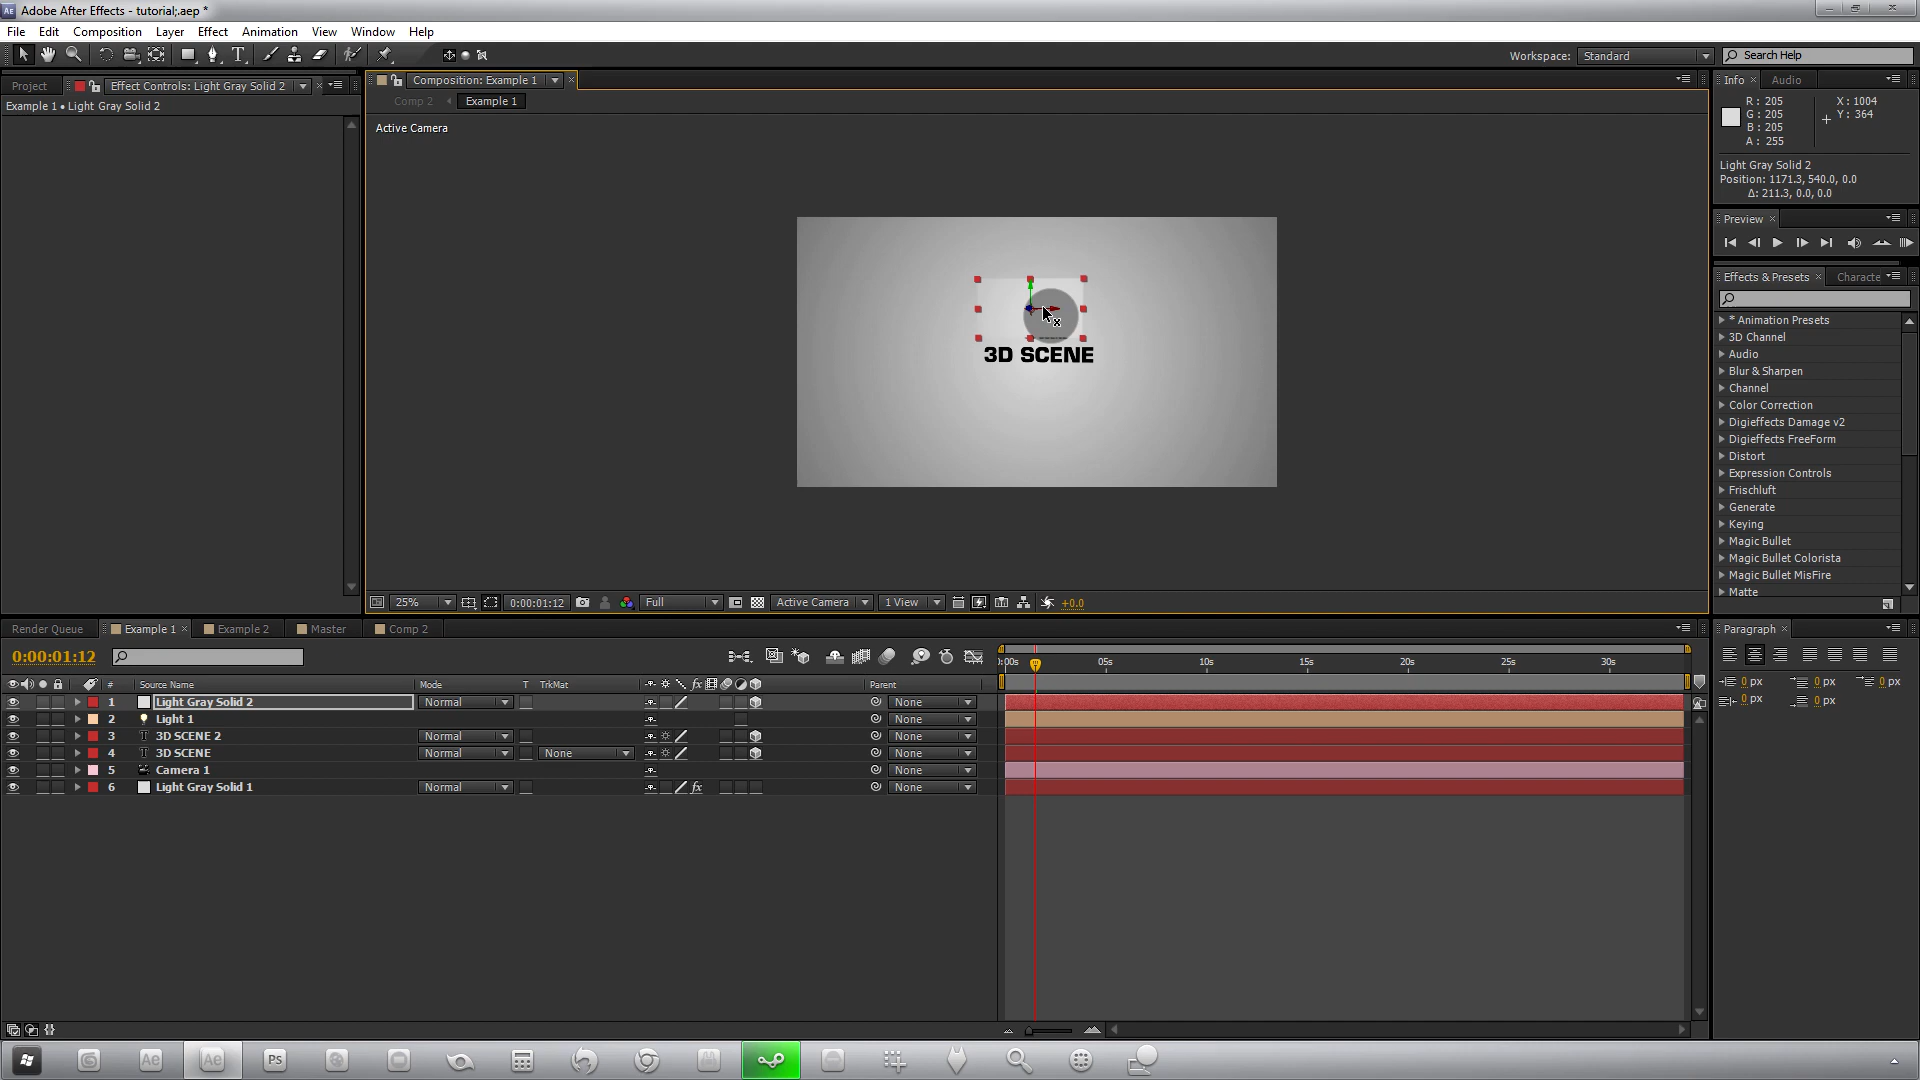 Adobe After Effects - tutorial;.aep *
File Edit Composition Layer Effect Animation View Window Help
Workspace: Standard Search Help
Project Effect Controls: Light Gray Solid 2
Example 1 • Light Gray Solid 2
Composition: Example 1
Comp 2 Example 1
Active Camera
3D SCENE
25% 0:00:01:12 Full Active Camera 1 View +0.0
Info Audio
R: 205 X: 1004
G: 205 Y: 364
B: 205
A: 255
Light Gray Solid 2
Position: 1171.3, 540.0, 0.0
Δ: 211.3, 0.0, 0.0
Preview
Effects & Presets Characte
* Animation Presets
3D Channel
Audio
Blur & Sharpen
Channel
Color Correction
Digieffects Damage v2
Digieffects FreeForm
Distort
Expression Controls
Frischluft
Generate
Keying
Magic Bullet
Magic Bullet Colorista
Magic Bullet MisFire
Matte
Render Queue Example 1 Example 2 Master Comp 2
0:00:01:12
# Source Name Mode T TrkMat Parent
1 Light Gray Solid 2 Normal None
2 Light 1 None
3 3D SCENE 2 Normal None
4 3D SCENE Normal None None
5 Camera 1 None
6 Light Gray Solid 1 Normal fx None
):00s 05s 10s 15s 20s 25s 30s
Paragraph
0 px 0 px 0 px
0 px 0 px
Ae Ae Ps